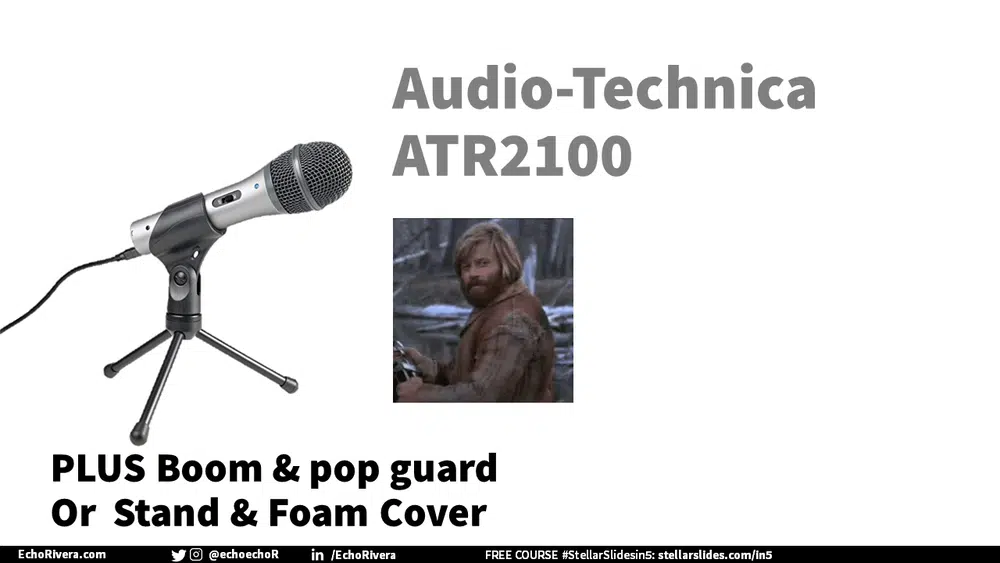 Audio-Technica
ATR2100
PLUS Boom & pop guard
Or Stand & Foam Cover
EchoRivera.com @echoechoR in /EchoRivera FREE COURSE #StellarSlidesin5: stellarslides.com/in5